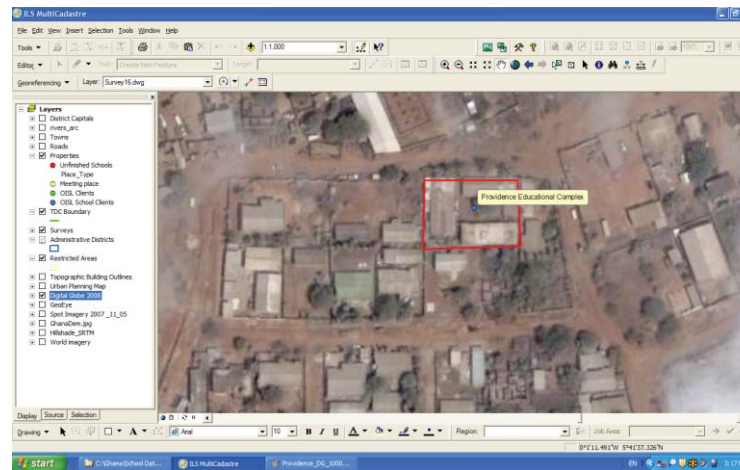 ILS MultiCadastre
File Edit View Insert Selection Tools Window Help
Tools 1:1,000
Editor Task: Create New Feature Target:
Georeferencing Layer: Survey16.dwg
Layers
District Capitals
rivers_arc
Towns
Roads
Properties
Unfinished Schools
Place_Type
Meeting place
OISL Clients
OISL School Clients
TDC Boundary
Surveys
Administrative Districts
Restricted Areas
Topographic Building Outlines
Urban Planning Map
Digital Globe 2008
GeoEye
Spot Imagery 2007 _11_05
GhanaDem.jpg
Hillshade_SRTM
World imagery
Providence Educational Complex
Display Source Selection
Drawing A Arial 10 B I U A Region: Job Area:
0°1'11.491"W 5°41'37.326"N
start C:\Ghana\School Dat... ILS MultiCadastre Providence_DG_1000... EN